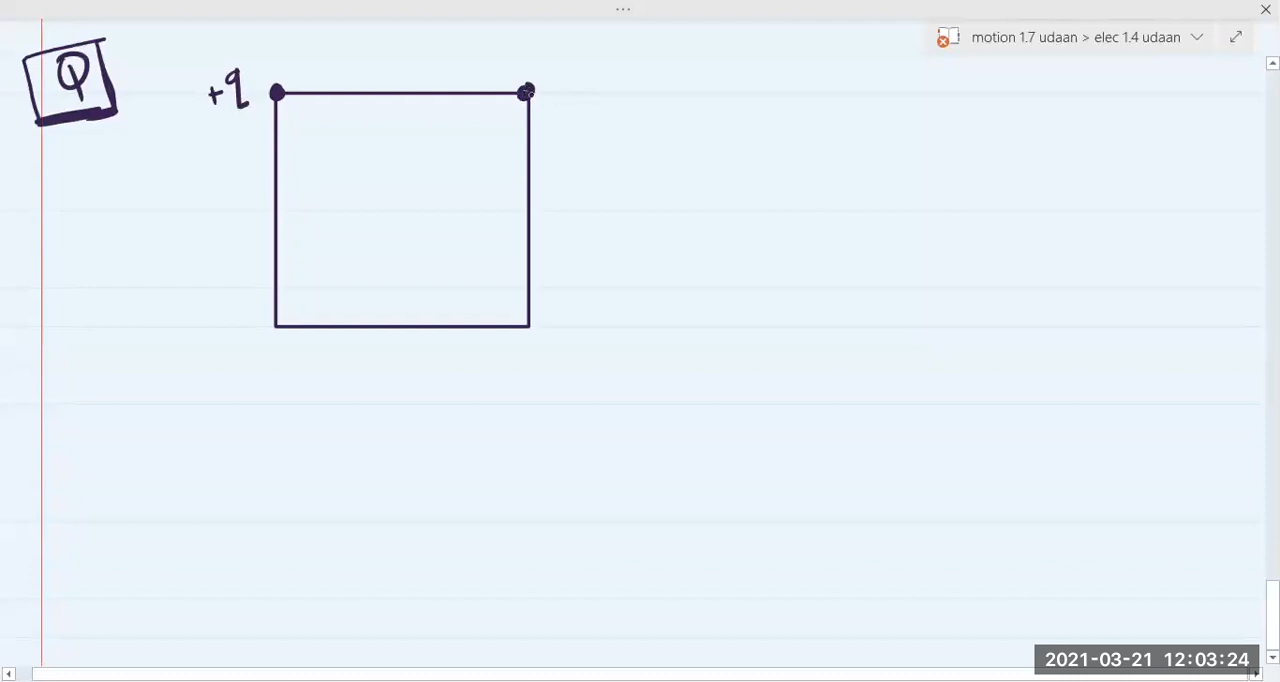 ...
motion 1.7 udaan > elec 1.4 udaan
Q
+q
2021-03-21 12:03:24